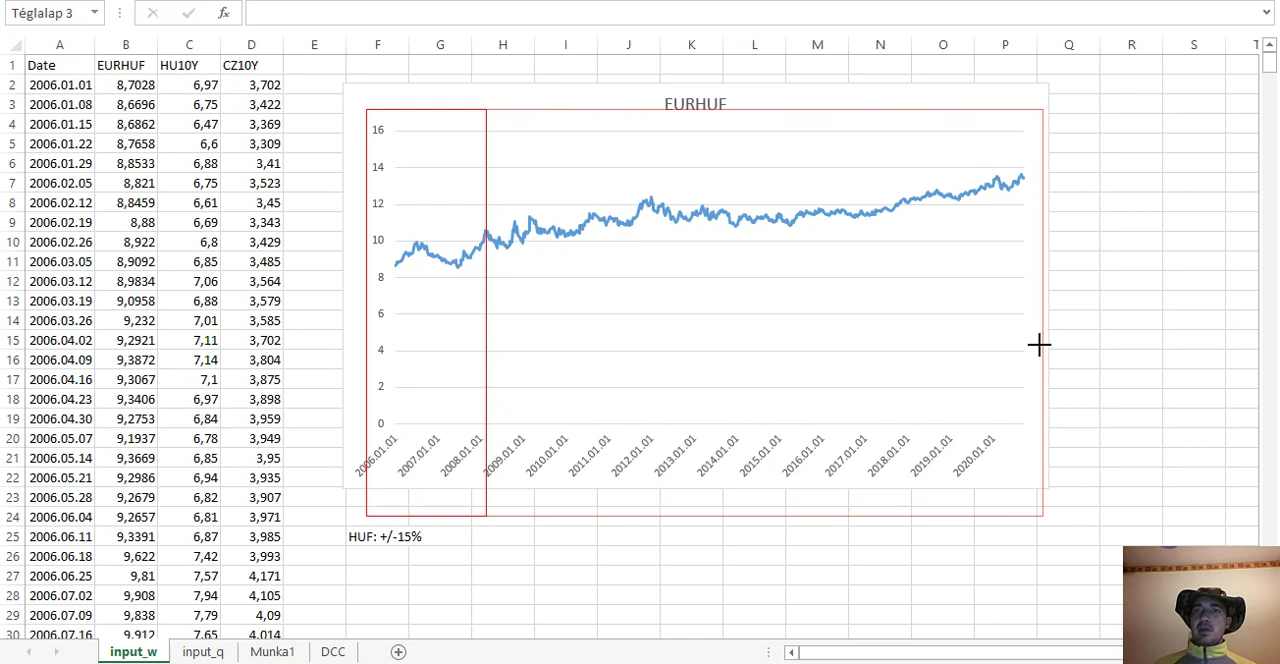 Téglalap 3
fx
A B C D E F G H I J K L M N O P Q R S T
1 Date EURHUF HU10Y CZ10Y
2 2006.01.01 8,7028 6,97 3,702
3 2006.01.08 8,6696 6,75 3,422
4 2006.01.15 8,6862 6,47 3,369
5 2006.01.22 8,7658 6,6 3,309
6 2006.01.29 8,8533 6,88 3,41
7 2006.02.05 8,821 6,75 3,523
8 2006.02.12 8,8459 6,61 3,45
9 2006.02.19 8,88 6,69 3,343
10 2006.02.26 8,922 6,8 3,429
11 2006.03.05 8,9092 6,85 3,485
12 2006.03.12 8,9834 7,06 3,564
13 2006.03.19 9,0958 6,88 3,579
14 2006.03.26 9,232 7,01 3,585
15 2006.04.02 9,2921 7,11 3,702
16 2006.04.09 9,3872 7,14 3,804
17 2006.04.16 9,3067 7,1 3,875
18 2006.04.23 9,3406 6,97 3,898
19 2006.04.30 9,2753 6,84 3,959
20 2006.05.07 9,1937 6,78 3,949
21 2006.05.14 9,3669 6,85 3,95
22 2006.05.21 9,2986 6,94 3,935
23 2006.05.28 9,2679 6,82 3,907
24 2006.06.04 9,2657 6,81 3,971
25 2006.06.11 9,3391 6,87 3,985
26 2006.06.18 9,622 7,42 3,993
27 2006.06.25 9,81 7,57 4,171
28 2006.07.02 9,908 7,94 4,105
29 2006.07.09 9,838 7,79 4,09
30 2006.07.16 9,912 7,65 4,014
EURHUF
16
14
12
10
8
6
4
2
0
2006.01.01 2007.01.01 2008.01.01 2009.01.01 2010.01.01 2011.01.01 2012.01.01 2013.01.01 2014.01.01 2015.01.01 2016.01.01 2017.01.01 2018.01.01 2019.01.01 2020.01.01
HUF: +/-15%
input_w input_q Munka1 DCC